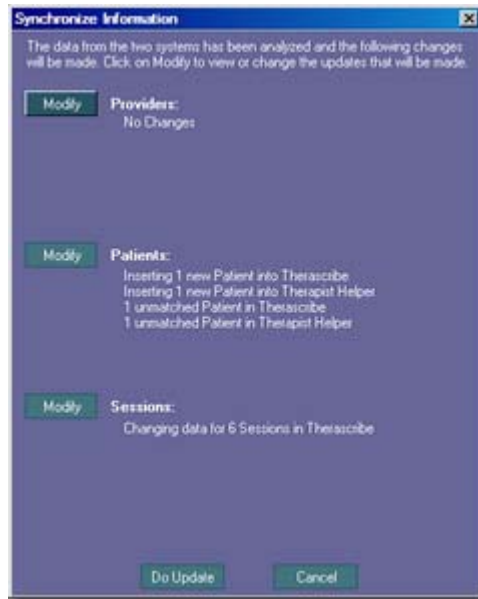 Synchronize Information
The data from the two systems has been analyzed and the following changes
will be made. Click on Modify to view or change the updates that will be made.
Modify Providers:
No Changes
Modify Patients:
Inserting 1 new Patient into Therascribe
Inserting 1 new Patient into Therapist Helper
1 unmatched Patient in Therascribe
1 unmatched Patient in Therapist Helper
Modify Sessions:
Changing data for 6 Sessions in Therascribe
Do Update Cancel